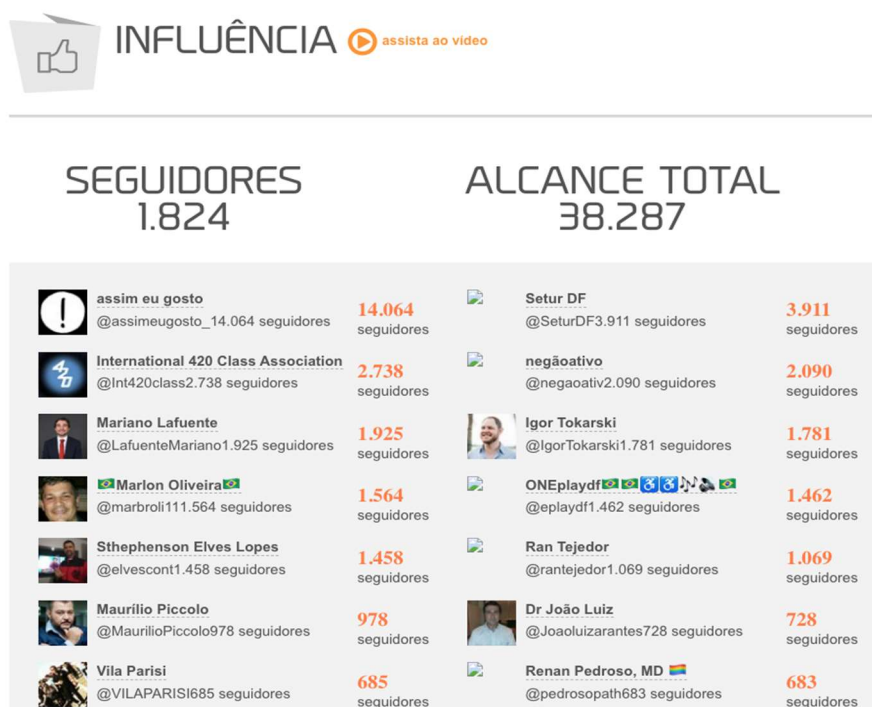 INFLUÊNCIA assista ao vídeo
SEGUIDORES
1.824
ALCANCE TOTAL
38.287
assim eu gosto
@assimeugosto_14.064 seguidores
14.064
seguidores
Setur DF
@SeturDF3.911 seguidores
3.911
seguidores
International 420 Class Association
@Int420class2.738 seguidores
2.738
seguidores
negãoativo
@negaoativ2.090 seguidores
2.090
seguidores
Mariano Lafuente
@LafuenteMariano1.925 seguidores
1.925
seguidores
Igor Tokarski
@IgorTokarski1.781 seguidores
1.781
seguidores
🇧🇷Marlon Oliveira🇧🇷
@marbroli111.564 seguidores
1.564
seguidores
ONEplaydf🇧🇷🇧🇷♿♿🎶🔊🇧🇷
@eplaydf1.462 seguidores
1.462
seguidores
Sthephenson Elves Lopes
@elvescont1.458 seguidores
1.458
seguidores
Ran Tejedor
@rantejedor1.069 seguidores
1.069
seguidores
Maurílio Piccolo
@MaurilioPiccolo978 seguidores
978
seguidores
Dr João Luiz
@Joaoluizarantes728 seguidores
728
seguidores
Vila Parisi
@VILAPARISI685 seguidores
685
seguidores
Renan Pedroso, MD 🏳️‍🌈
@pedrosopath683 seguidores
683
seguidores